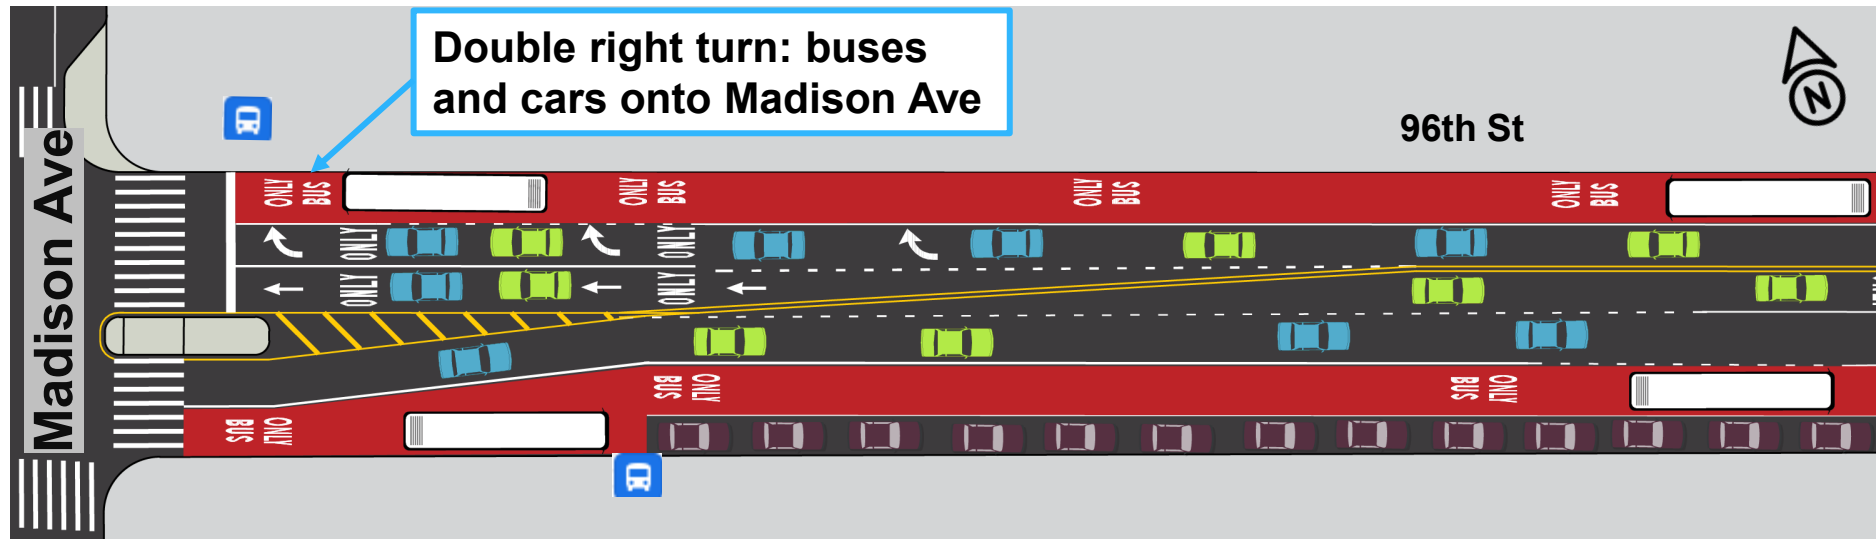 Double right turn: buses
and cars onto Madison Ave
96th St
N
Madison Ave
ONLY BUS
ONLY BUS
ONLY BUS
ONLY BUS
ONLY
ONLY
ONLY
ONLY
BUS ONLY
BUS ONLY
BUS ONLY